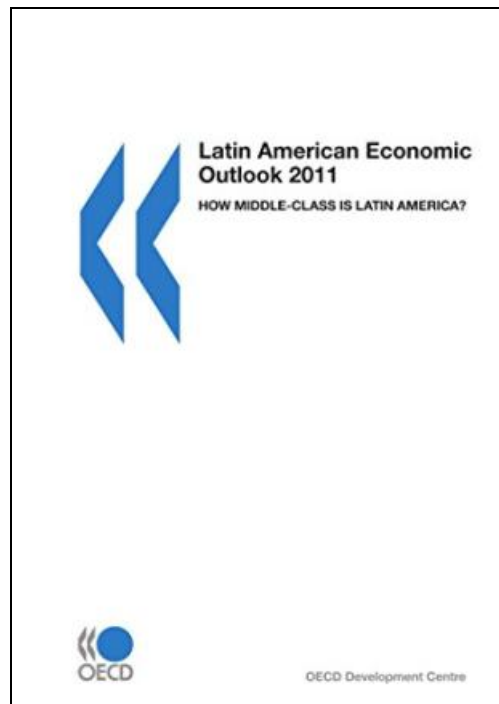 Latin American Economic
Outlook 2011
HOW MIDDLE-CLASS IS LATIN AMERICA?
OECD
OECD Development Centre